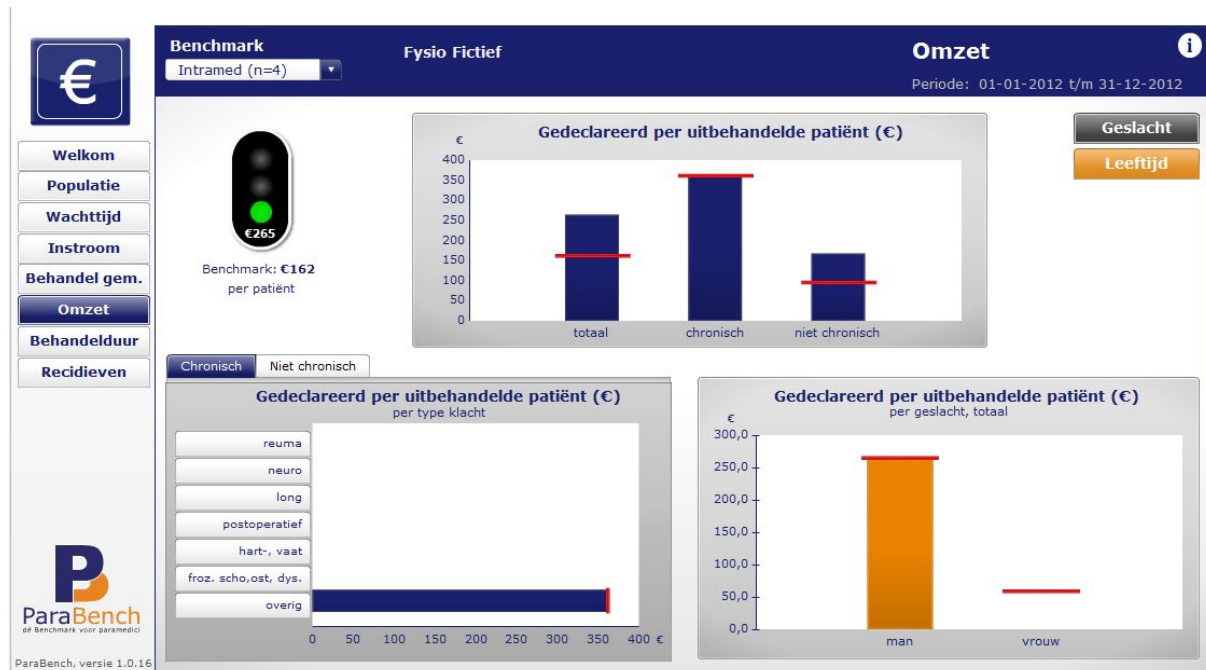 €
Benchmark
Intramed (n=4)
Fysio Fictief
Omzet
i
Periode: 01-01-2012 t/m 31-12-2012
Welkom
Populatie
Wachttijd
Instroom
Behandel gem.
Omzet
Behandelduur
Recidieven
€265
Benchmark: €162
per patiënt
Gedeclareerd per uitbehandelde patiënt (€)
€
400
350
300
250
200
150
100
50
0
totaal chronisch niet chronisch
Geslacht
Leeftijd
Chronisch Niet chronisch
Gedeclareerd per uitbehandelde patiënt (€)
per type klacht
reuma
neuro
long
postoperatief
hart-, vaat
froz. scho,ost, dys.
overig
0 50 100 150 200 250 300 350 400 €
Gedeclareerd per uitbehandelde patiënt (€)
per geslacht, totaal
€
300,0
250,0
200,0
150,0
100,0
50,0
0,0
man vrouw
ParaBench
dé Benchmark voor paramedici
ParaBench, versie 1.0.16